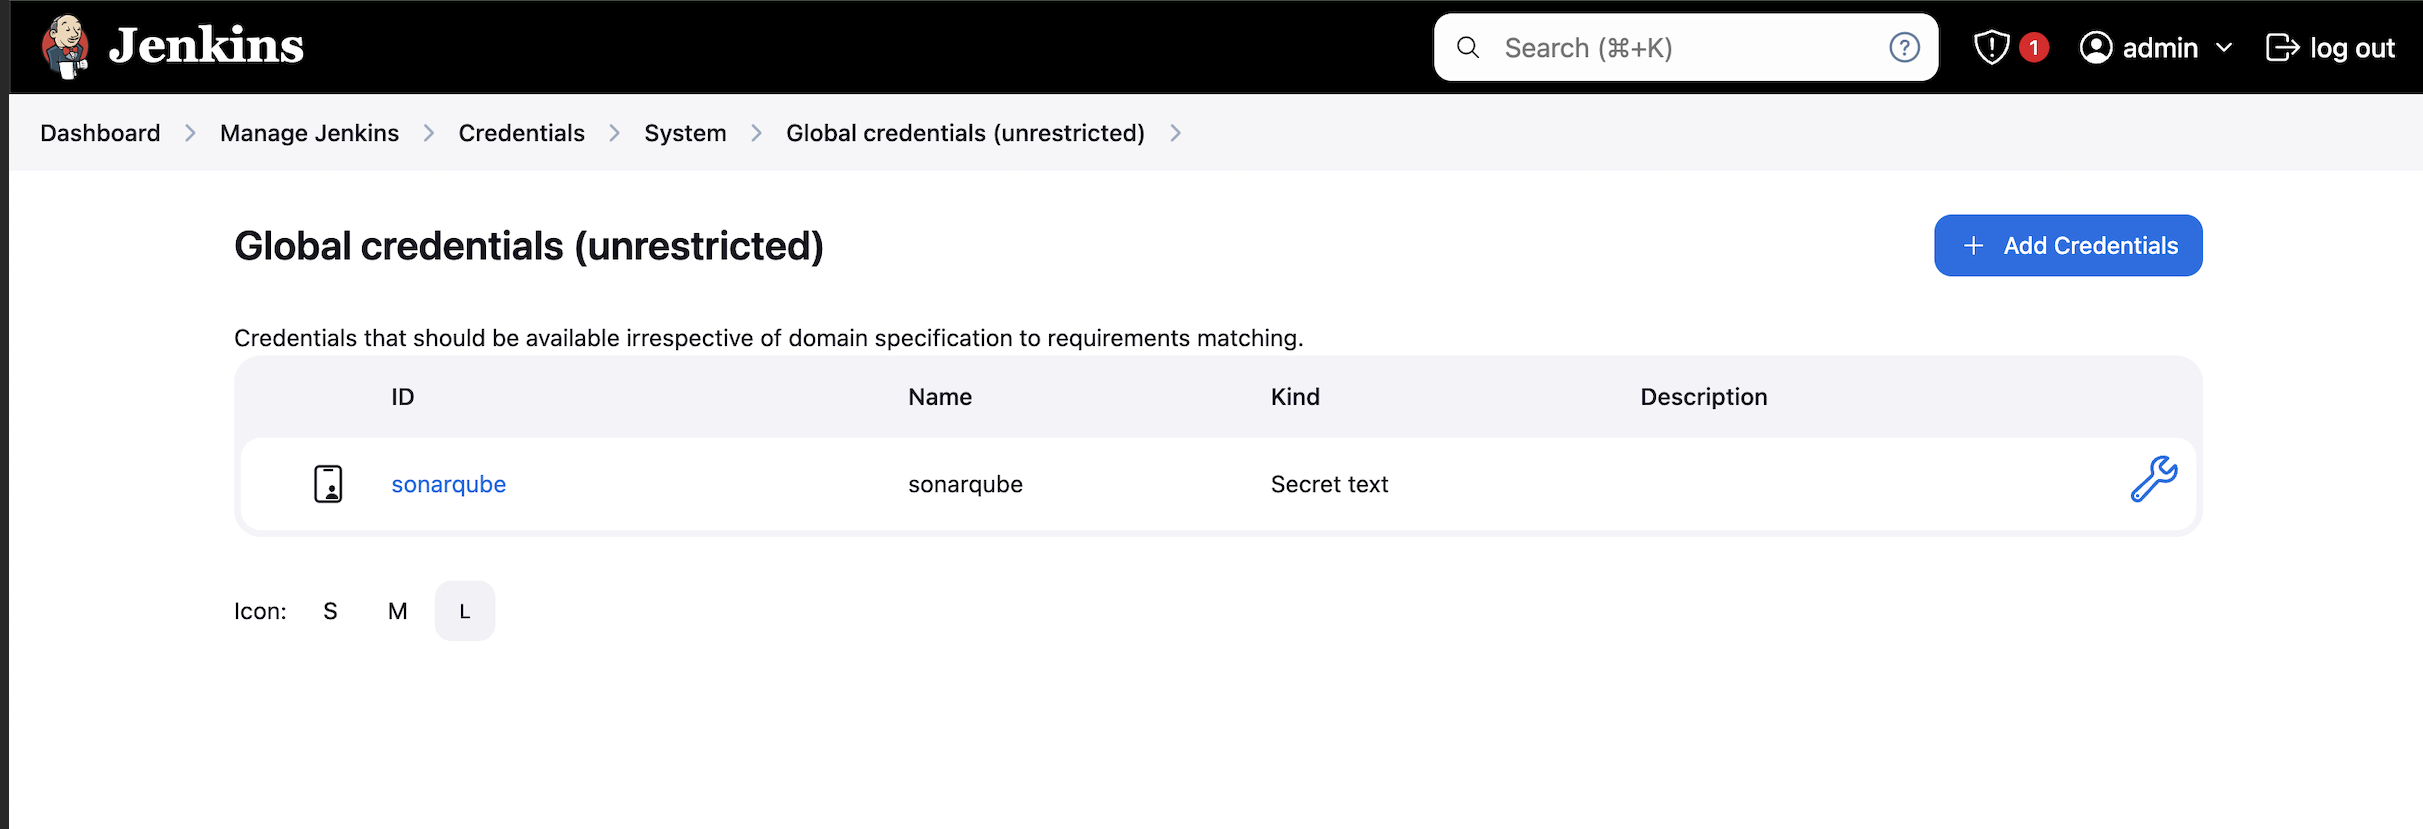 Jenkins
Search (⌘+K)
1
admin
log out
Dashboard
Manage Jenkins
Credentials
System
Global credentials (unrestricted)
Global credentials (unrestricted)
+ Add Credentials
Credentials that should be available irrespective of domain specification to requirements matching.
ID Name Kind Description
sonarqube sonarqube Secret text
Icon: S M L